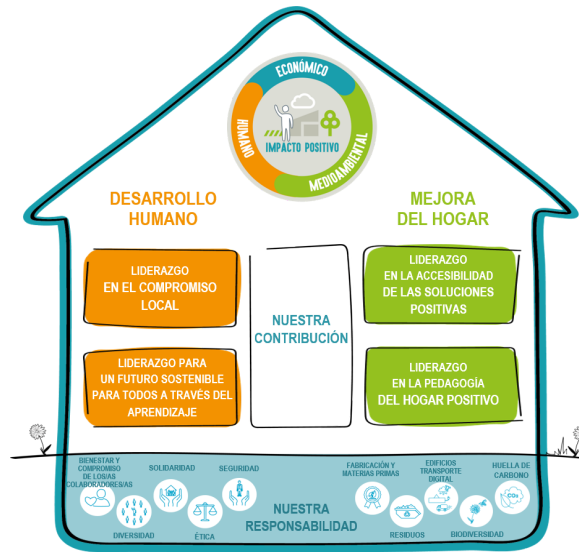 ECONÓMICO
HUMANO
IMPACTO POSITIVO
MEDIOAMBIENTAL
DESARROLLO
HUMANO
MEJORA
DEL HOGAR
LIDERAZGO
EN EL COMPROMISO
LOCAL
LIDERAZGO PARA
UN FUTURO SOSTENIBLE
PARA TODOS A TRAVÉS DEL
APRENDIZAJE
NUESTRA
CONTRIBUCIÓN
LIDERAZGO
EN LA ACCESIBILIDAD
DE LAS SOLUCIONES
POSITIVAS
LIDERAZGO
EN LA PEDAGOGÍA
DEL HOGAR POSITIVO
BIENESTAR Y
COMPROMISO
DE LOS/AS
COLABORADORES/AS
DIVERSIDAD
SOLIDARIDAD
ÉTICA
SEGURIDAD
NUESTRA
RESPONSABILIDAD
FABRICACIÓN Y
MATERIAS PRIMAS
RESIDUOS
EDIFICIOS
TRANSPORTE
DIGITAL
BIODIVERSIDAD
HUELLA DE
CARBONO
CO₂